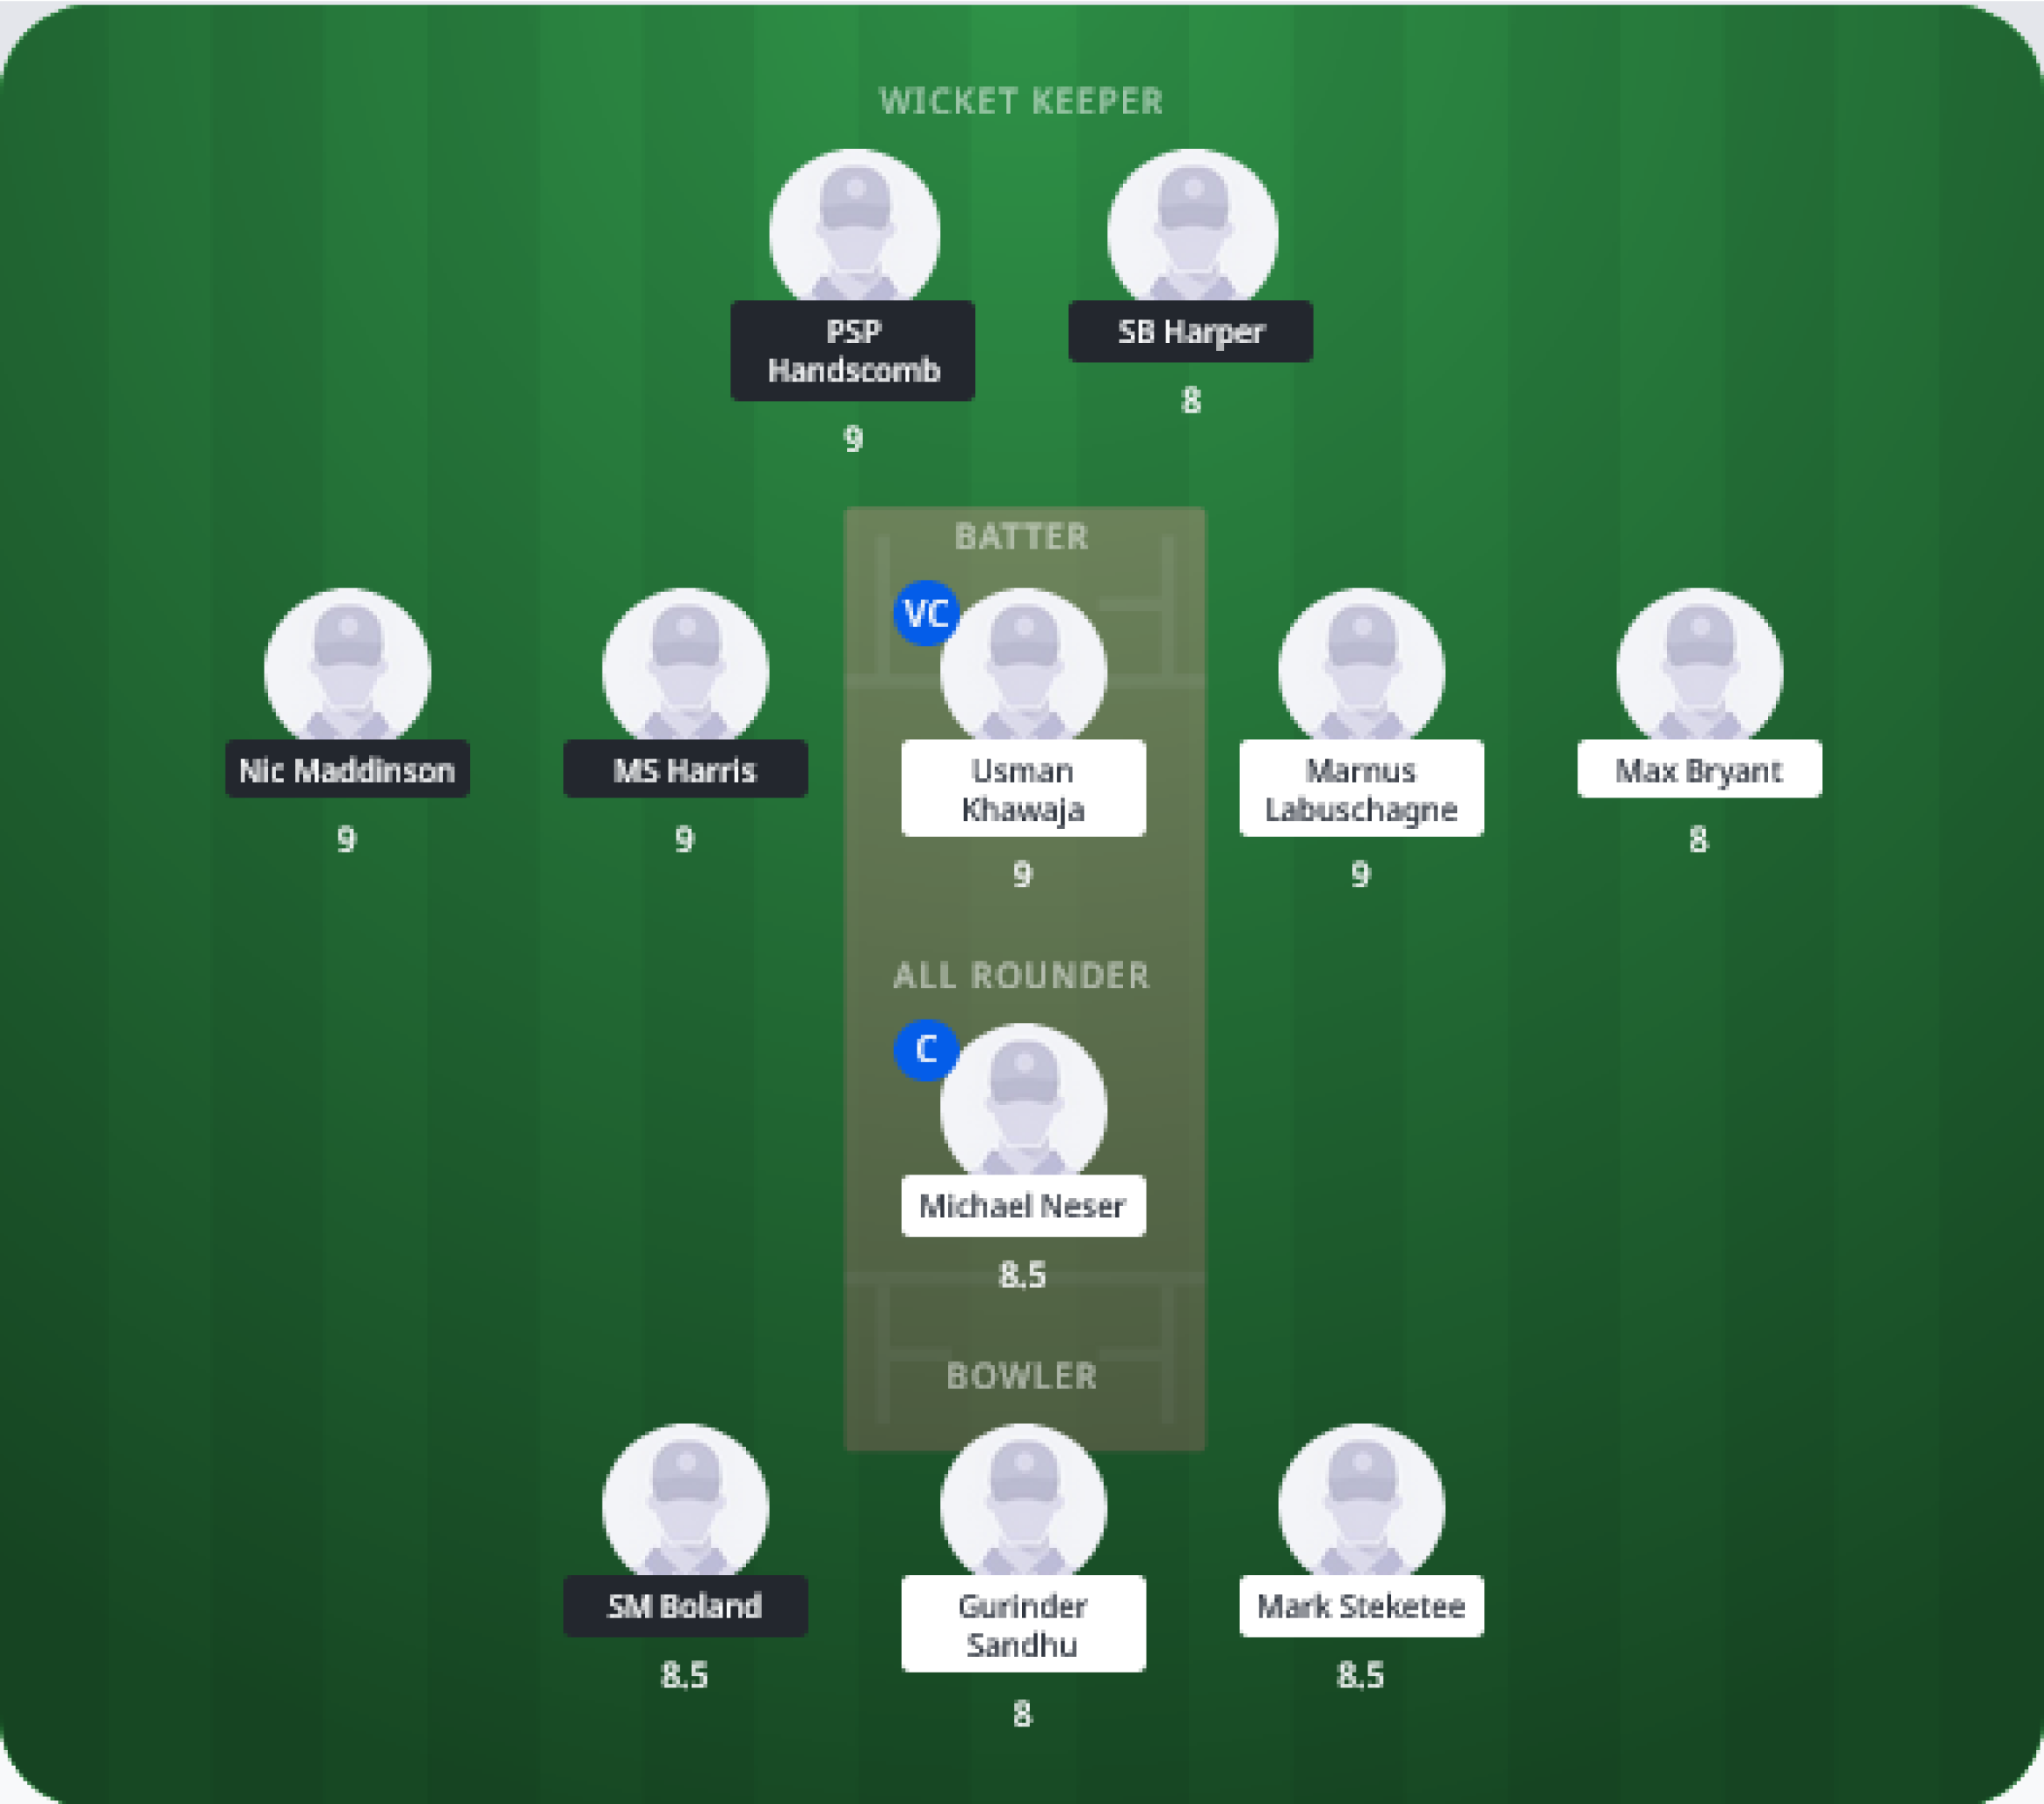 WICKET KEEPER
PSP
Handscomb
9
SB Harper
8
BATTER
Nic Maddinson
9
MS Harris
9
VC
Usman
Khawaja
9
Marnus
Labuschagne
9
Max Bryant
8
ALL ROUNDER
C
Michael Neser
8.5
BOWLER
SM Boland
8.5
Gurinder
Sandhu
8
Mark Steketee
8.5